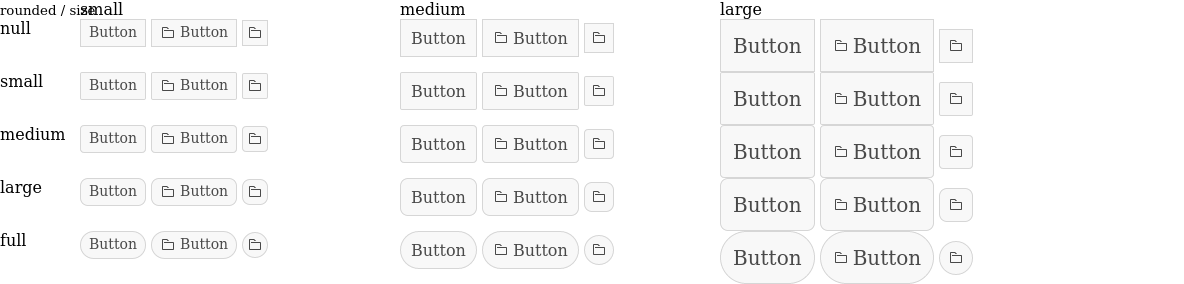 rounded / size small medium large
null Button Button Button Button Button Button
small Button Button Button Button Button Button
medium Button Button Button Button Button Button
large Button Button Button Button Button Button
full Button Button Button Button Button Button